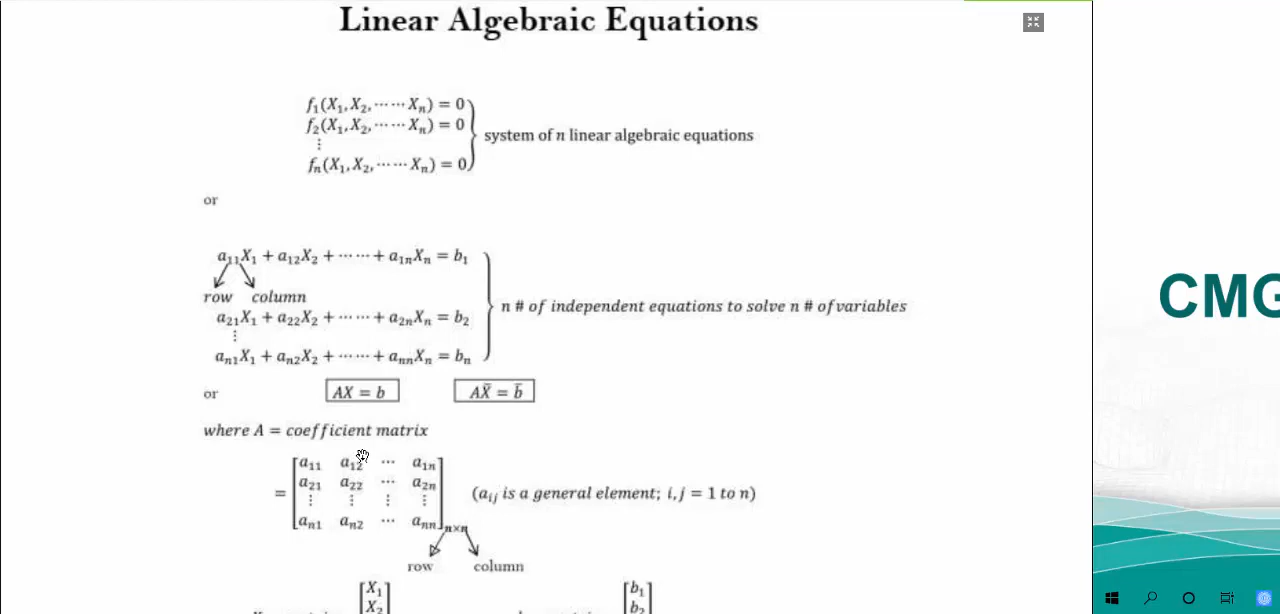 Linear Algebraic Equations
f₁(X₁, X₂, ⋯⋯ Xₙ) = 0
f₂(X₁, X₂, ⋯⋯ Xₙ) = 0
system of n linear algebraic equations
⋮
fₙ(X₁, X₂, ⋯⋯ Xₙ) = 0
or
a₁₁X₁ + a₁₂X₂ + ⋯⋯ + a₁ₙXₙ = b₁
row column
n # of independent equations to solve n # of variables
a₂₁X₁ + a₂₂X₂ + ⋯⋯ + a₂ₙXₙ = b₂
⋮
aₙ₁X₁ + aₙ₂X₂ + ⋯⋯ + aₙₙXₙ = bₙ
or AX = b AX̄ = b̄
where A = coefficient matrix
a₁₁ a₁₂ ⋯ a₁ₙ
= a₂₁ a₂₂ ⋯ a₂ₙ (aᵢⱼ is a general element; i, j = 1 to n)
⋮ ⋮ ⋮ ⋮
aₙ₁ aₙ₂ ⋯ aₙₙ n×n
row column
X₁ b₁
X₂ b₂
CMG